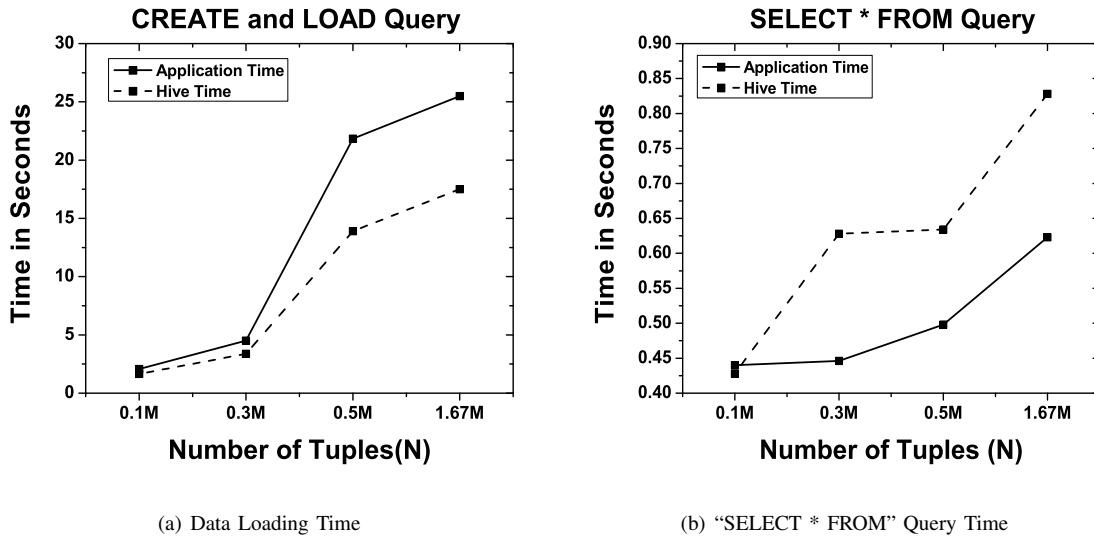 CREATE and LOAD Query
30
25
20
15
10
5
0
Time in Seconds
Application Time
Hive Time
0.1M 0.3M 0.5M 1.67M
Number of Tuples(N)
(a) Data Loading Time
SELECT * FROM Query
0.90
0.85
0.80
0.75
0.70
0.65
0.60
0.55
0.50
0.45
0.40
Time in Seconds
Application Time
Hive Time
0.1M 0.3M 0.5M 1.67M
Number of Tuples (N)
(b) “SELECT * FROM” Query Time